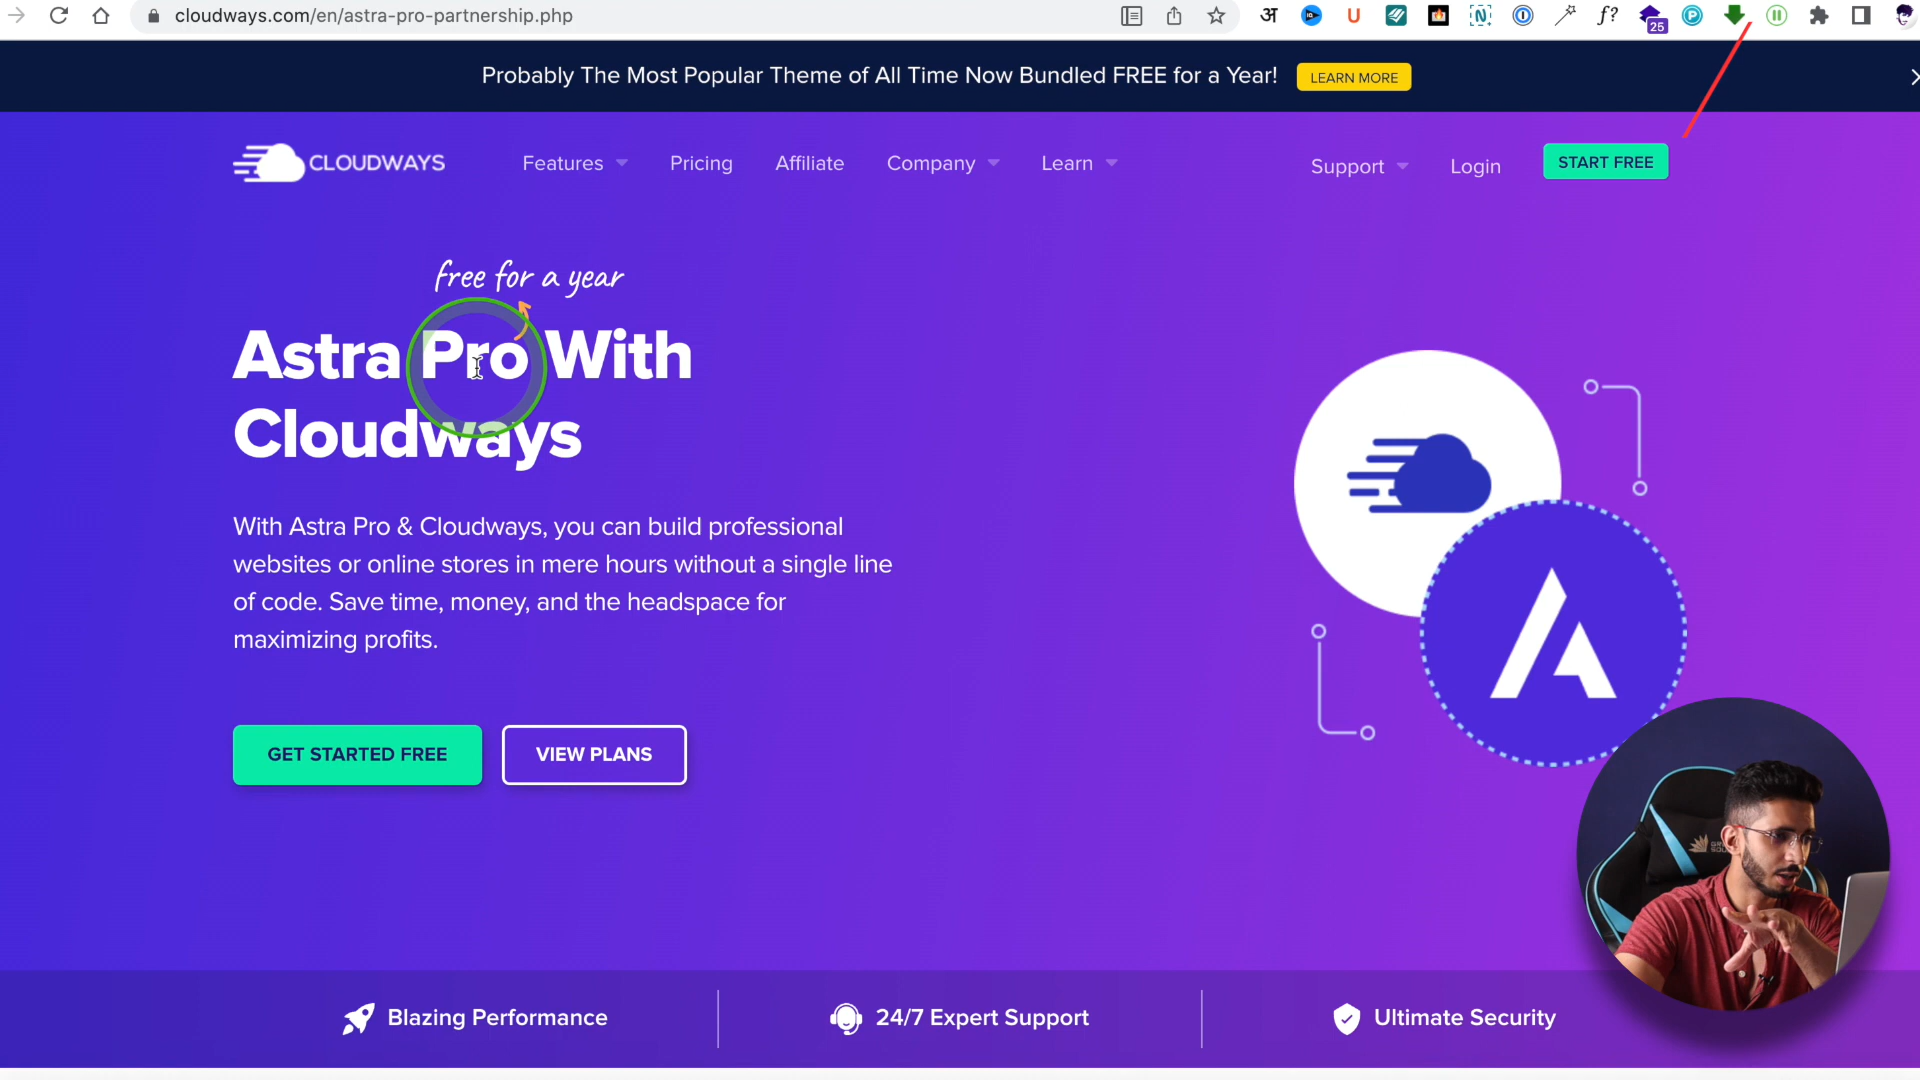 cloudways.com/en/astra-pro-partnership.php
अ
U
N
f?
25
P
Probably The Most Popular Theme of All Time Now Bundled FREE for a Year!
LEARN MORE
CLOUDWAYS
Features
Pricing
Affiliate
Company
Learn
Support
Login
START FREE
free for a year
Astra Pro With
Cloudways
With Astra Pro & Cloudways, you can build professional
websites or online stores in mere hours without a single line
of code. Save time, money, and the headspace for
maximizing profits.
GET STARTED FREE
VIEW PLANS
Blazing Performance
24/7 Expert Support
Ultimate Security